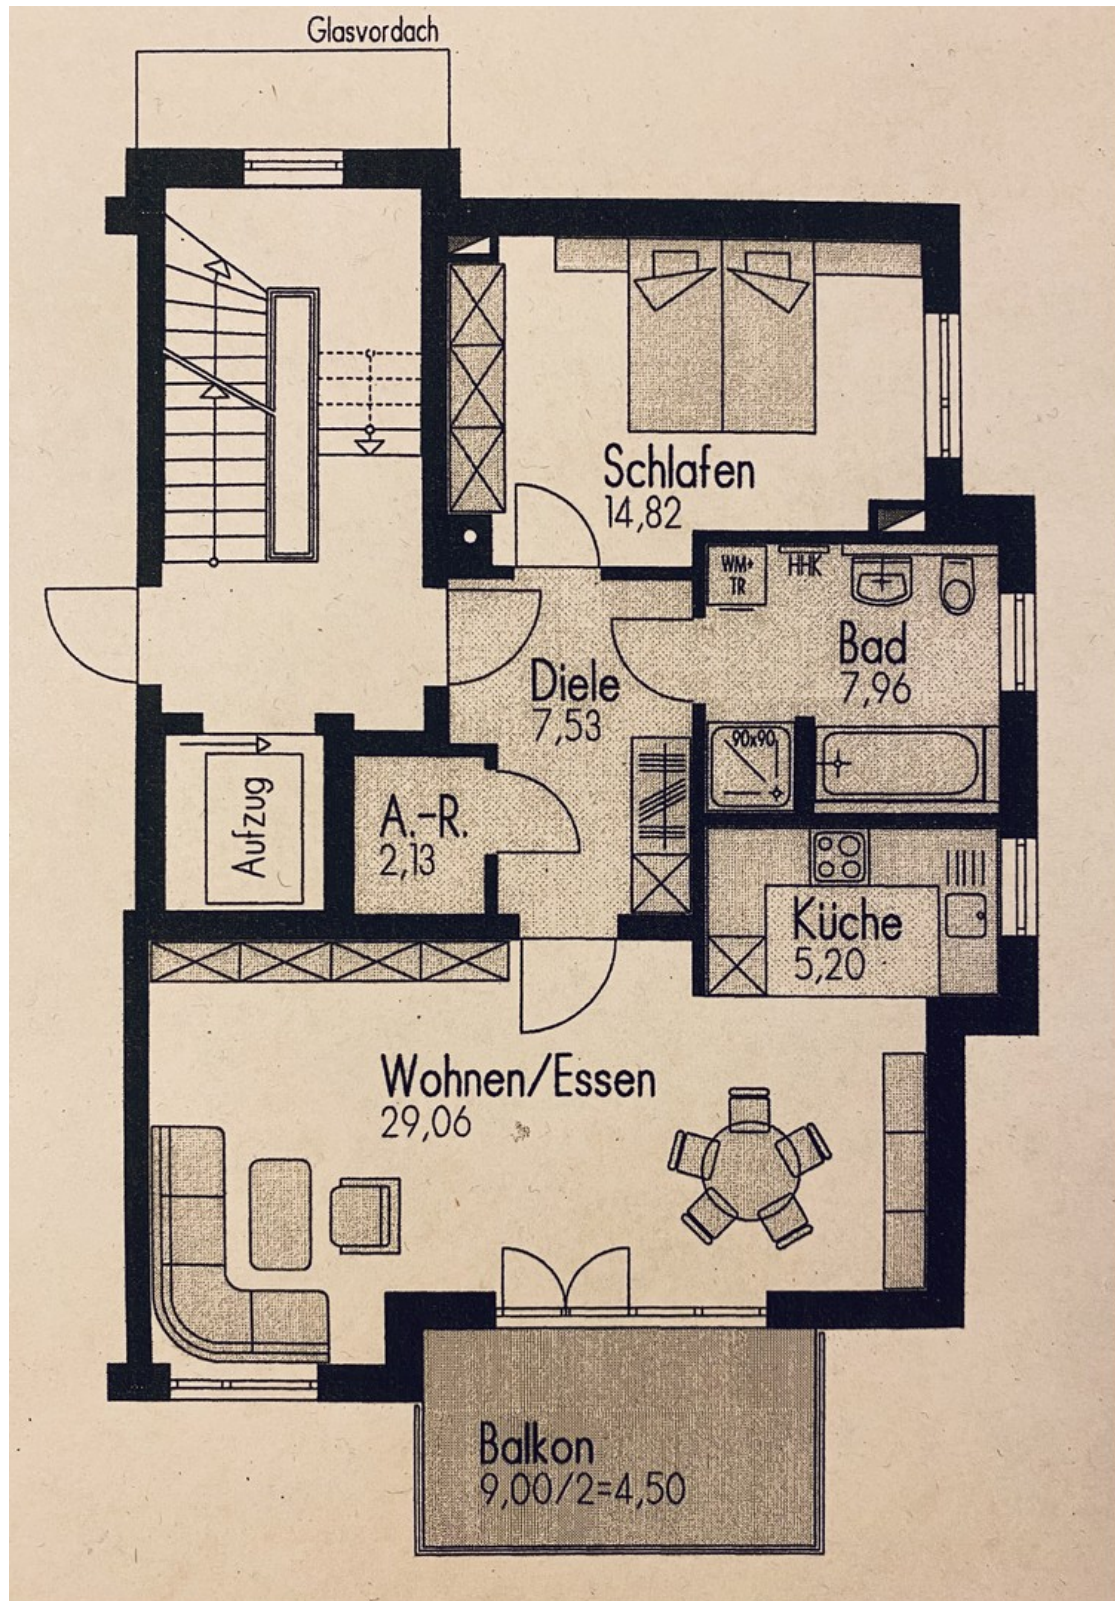 Glasvordach
Schlafen
14,82
WM+
TR
HHK
Bad
7,96
Diele
7,53
90x90
Aufzug
A.-R.
2,13
Küche
5,20
Wohnen/Essen
29,06
Balkon
9,00/2=4,50